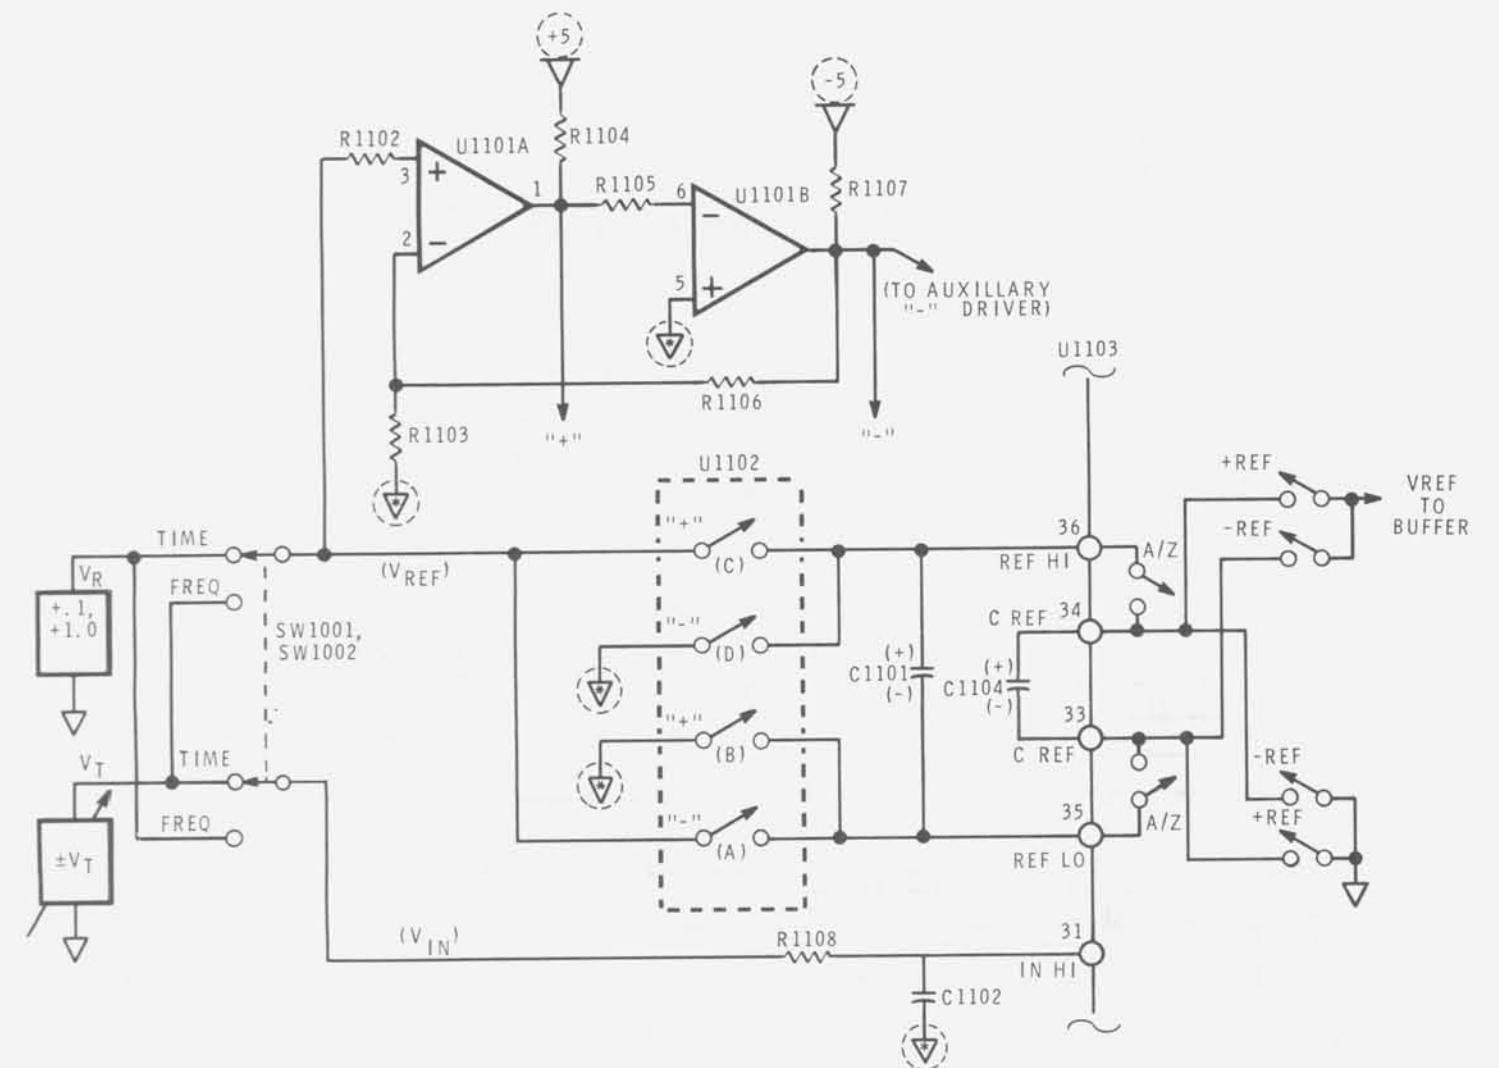 +5
-5
R1102
U1101A
R1104
+
3
1
R1105
6
U1101B
R1107
2
-
-
5
+
*
(TO AUXILLARY
"-" DRIVER)
U1103
R1106
R1103
"+"
"-"
*
U1102
+REF
VREF
TO
BUFFER
-REF
TIME
"+"
36
(VREF)
(C)
REF HI
A/Z
VR
FREQ
+.1,
+1.0
SW1001,
SW1002
"-"
C REF
34
(D)
*
(+)
C1101
(-)
(+)
C1104
(-)
"+"
33
(B)
C REF
*
VT
TIME
-REF
FREQ
"-"
35
A/Z
+REF
(A)
REF LO
±VT
(VIN)
R1108
31
IN HI
C1102
*